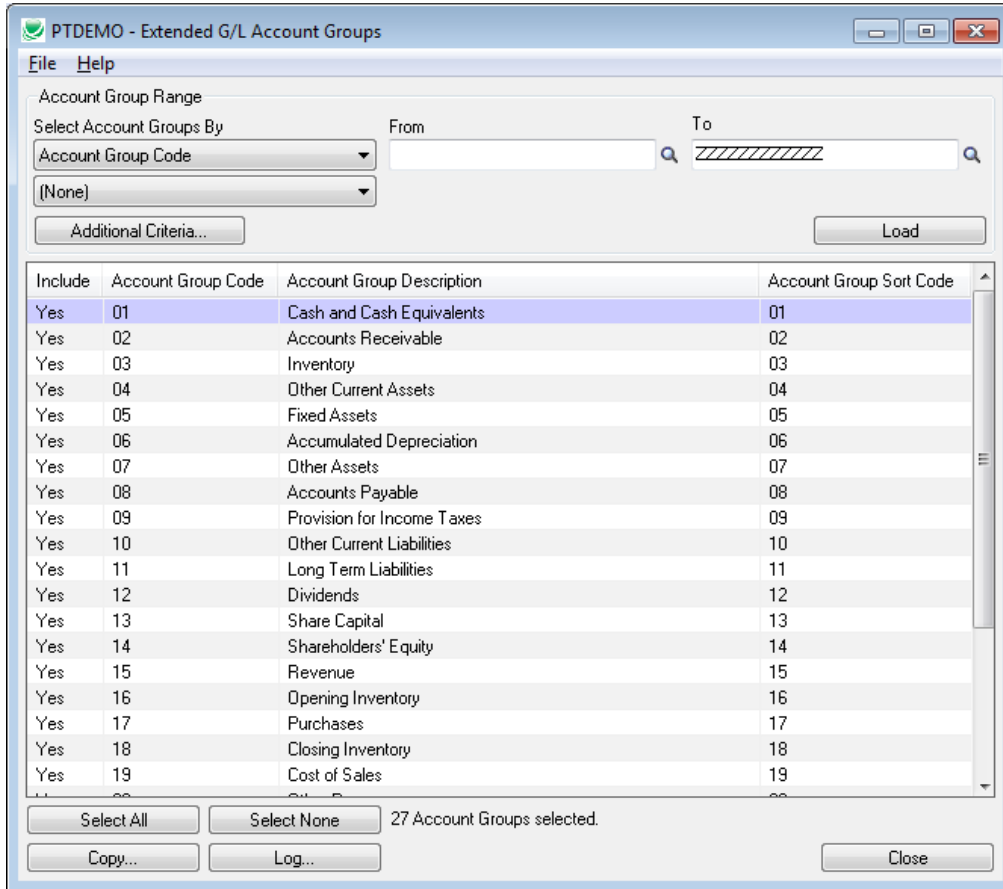 PTDEMO - Extended G/L Account Groups
File Help
Account Group Range
Select Account Groups By From To
Account Group Code ZZZZZZZZZZZZ
(None)
Additional Criteria... Load
Include Account Group Code Account Group Description Account Group Sort Code
Yes 01 Cash and Cash Equivalents 01
Yes 02 Accounts Receivable 02
Yes 03 Inventory 03
Yes 04 Other Current Assets 04
Yes 05 Fixed Assets 05
Yes 06 Accumulated Depreciation 06
Yes 07 Other Assets 07
Yes 08 Accounts Payable 08
Yes 09 Provision for Income Taxes 09
Yes 10 Other Current Liabilities 10
Yes 11 Long Term Liabilities 11
Yes 12 Dividends 12
Yes 13 Share Capital 13
Yes 14 Shareholders' Equity 14
Yes 15 Revenue 15
Yes 16 Opening Inventory 16
Yes 17 Purchases 17
Yes 18 Closing Inventory 18
Yes 19 Cost of Sales 19
Select All Select None 27 Account Groups selected.
Copy... Log... Close